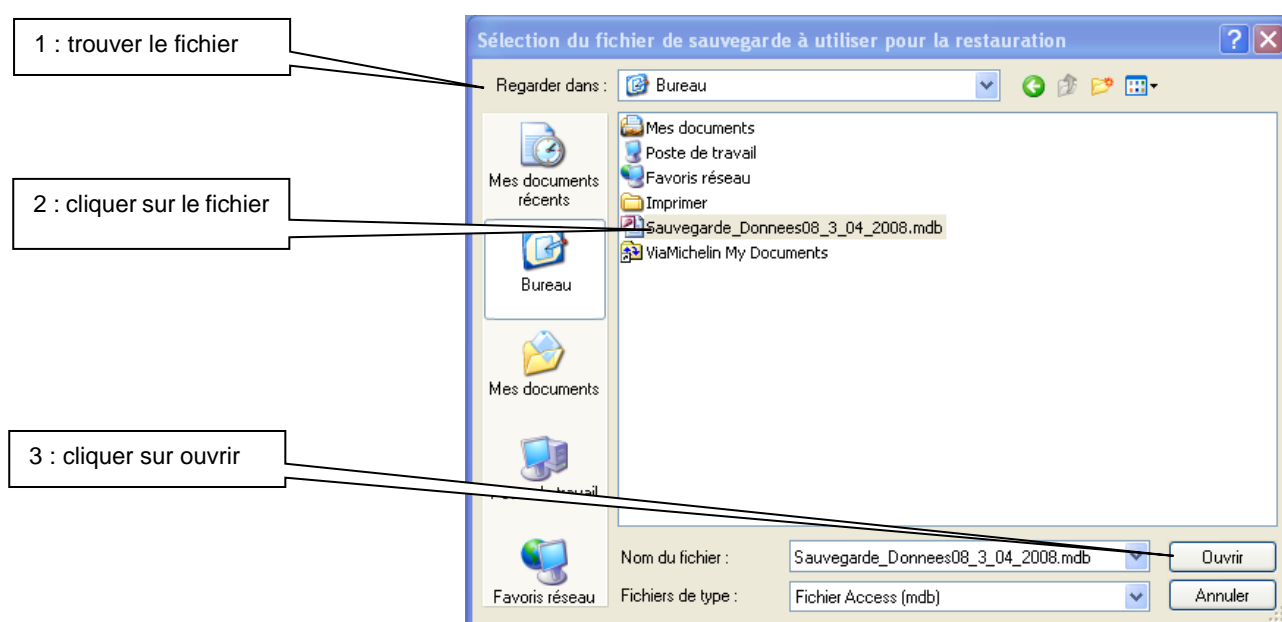 1 : trouver le fichier
Sélection du fichier de sauvegarde à utiliser pour la restauration
Regarder dans :
Bureau
Mes documents
Poste de travail
Favoris réseau
Imprimer
Sauvegarde_Donnees08_3_04_2008.mdb
ViaMichelin My Documents
Mes documents
récents
2 : cliquer sur le fichier
Bureau
Mes documents
3 : cliquer sur ouvrir
travail
Favoris réseau
Nom du fichier :
Sauvegarde_Donnees08_3_04_2008.mdb
Ouvrir
Fichiers de type :
Fichier Access (mdb)
Annuler